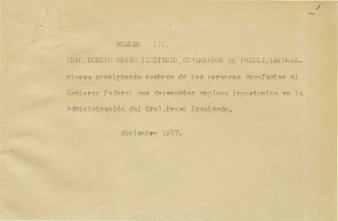 NUMERO 111.
GRAL. DONATO BRAVO IZQUIERDO, GOBERNADOR DE PUEBLA, INFORMA-
ciones consignando nombres de las personas desafectas al
Gobierno Federal que desempeñan empleos importantes en la
Administración del Gral. Bravo Izquierdo.
diciembre 1927.